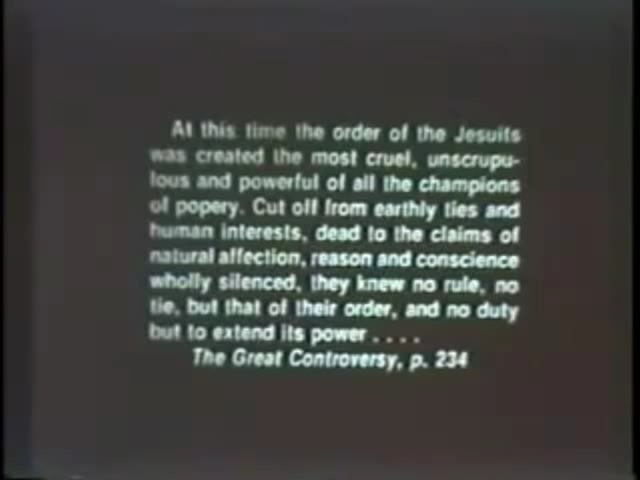 At this time the order of the Jesuits
was created the most cruel, unscrupu-
lous and powerful of all the champions
of popery. Cut off from earthly ties and
human interests, dead to the claims of
natural affection, reason and conscience
wholly silenced, they knew no rule, no
tie, but that of their order, and no duty
but to extend its power . . . .
The Great Controversy, p. 234